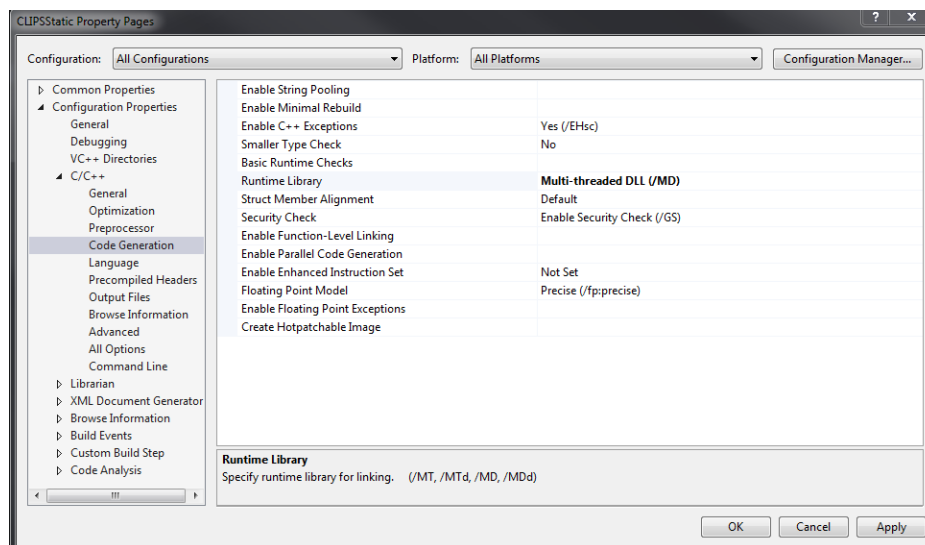 CLIPSStatic Property Pages
Configuration: All Configurations Platform: All Platforms Configuration Manager...
Common Properties
Configuration Properties
General
Debugging
VC++ Directories
C/C++
General
Optimization
Preprocessor
Code Generation
Language
Precompiled Headers
Output Files
Browse Information
Advanced
All Options
Command Line
Librarian
XML Document Generator
Browse Information
Build Events
Custom Build Step
Code Analysis
Enable String Pooling
Enable Minimal Rebuild
Enable C++ Exceptions Yes (/EHsc)
Smaller Type Check No
Basic Runtime Checks
Runtime Library Multi-threaded DLL (/MD)
Struct Member Alignment Default
Security Check Enable Security Check (/GS)
Enable Function-Level Linking
Enable Parallel Code Generation
Enable Enhanced Instruction Set Not Set
Floating Point Model Precise (/fp:precise)
Enable Floating Point Exceptions
Create Hotpatchable Image
Runtime Library
Specify runtime library for linking. (/MT, /MTd, /MD, /MDd)
OK Cancel Apply